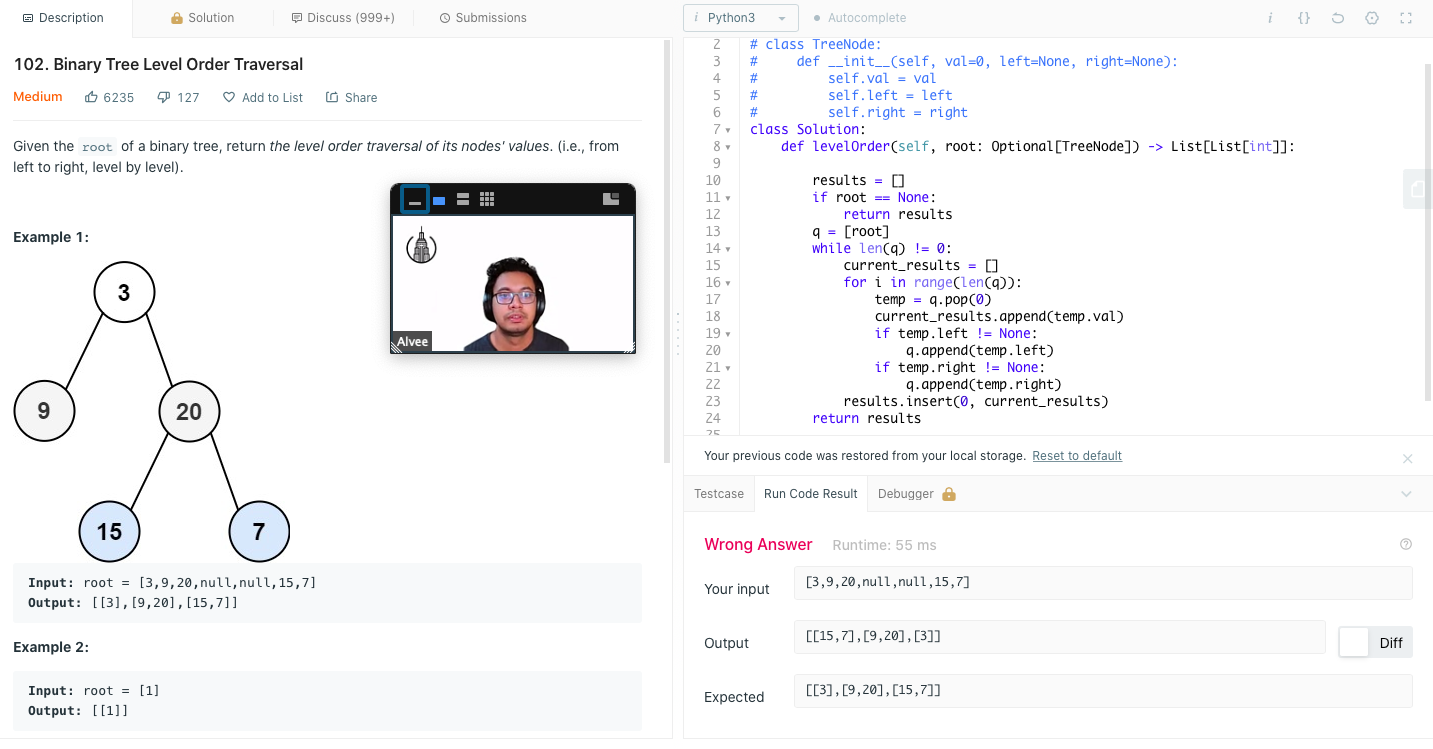 Description
Solution
Discuss (999+)
Submissions
102. Binary Tree Level Order Traversal
Medium
6235
127
Add to List
Share
Given the root of a binary tree, return the level order traversal of its nodes' values. (i.e., from
left to right, level by level).
Alvee
Example 1:
3
9
20
15
7
Input: root = [3,9,20,null,null,15,7]
Output: [[3],[9,20],[15,7]]
Example 2:
Input: root = [1]
Output: [[1]]
i Python3
Autocomplete
i {}
2 # class TreeNode:
3 #     def __init__(self, val=0, left=None, right=None):
4 #         self.val = val
5 #         self.left = left
6 #         self.right = right
7 class Solution:
8     def levelOrder(self, root: Optional[TreeNode]) -> List[List[int]]:
9
10         results = []
11         if root == None:
12             return results
13         q = [root]
14         while len(q) != 0:
15             current_results = []
16             for i in range(len(q)):
17                 temp = q.pop(0)
18                 current_results.append(temp.val)
19                 if temp.left != None:
20                     q.append(temp.left)
21                 if temp.right != None:
22                     q.append(temp.right)
23             results.insert(0, current_results)
24         return results
25
Your previous code was restored from your local storage. Reset to default
Testcase
Run Code Result
Debugger
Wrong Answer
Runtime: 55 ms
Your input
[3,9,20,null,null,15,7]
Output
[[15,7],[9,20],[3]]
Diff
Expected
[[3],[9,20],[15,7]]